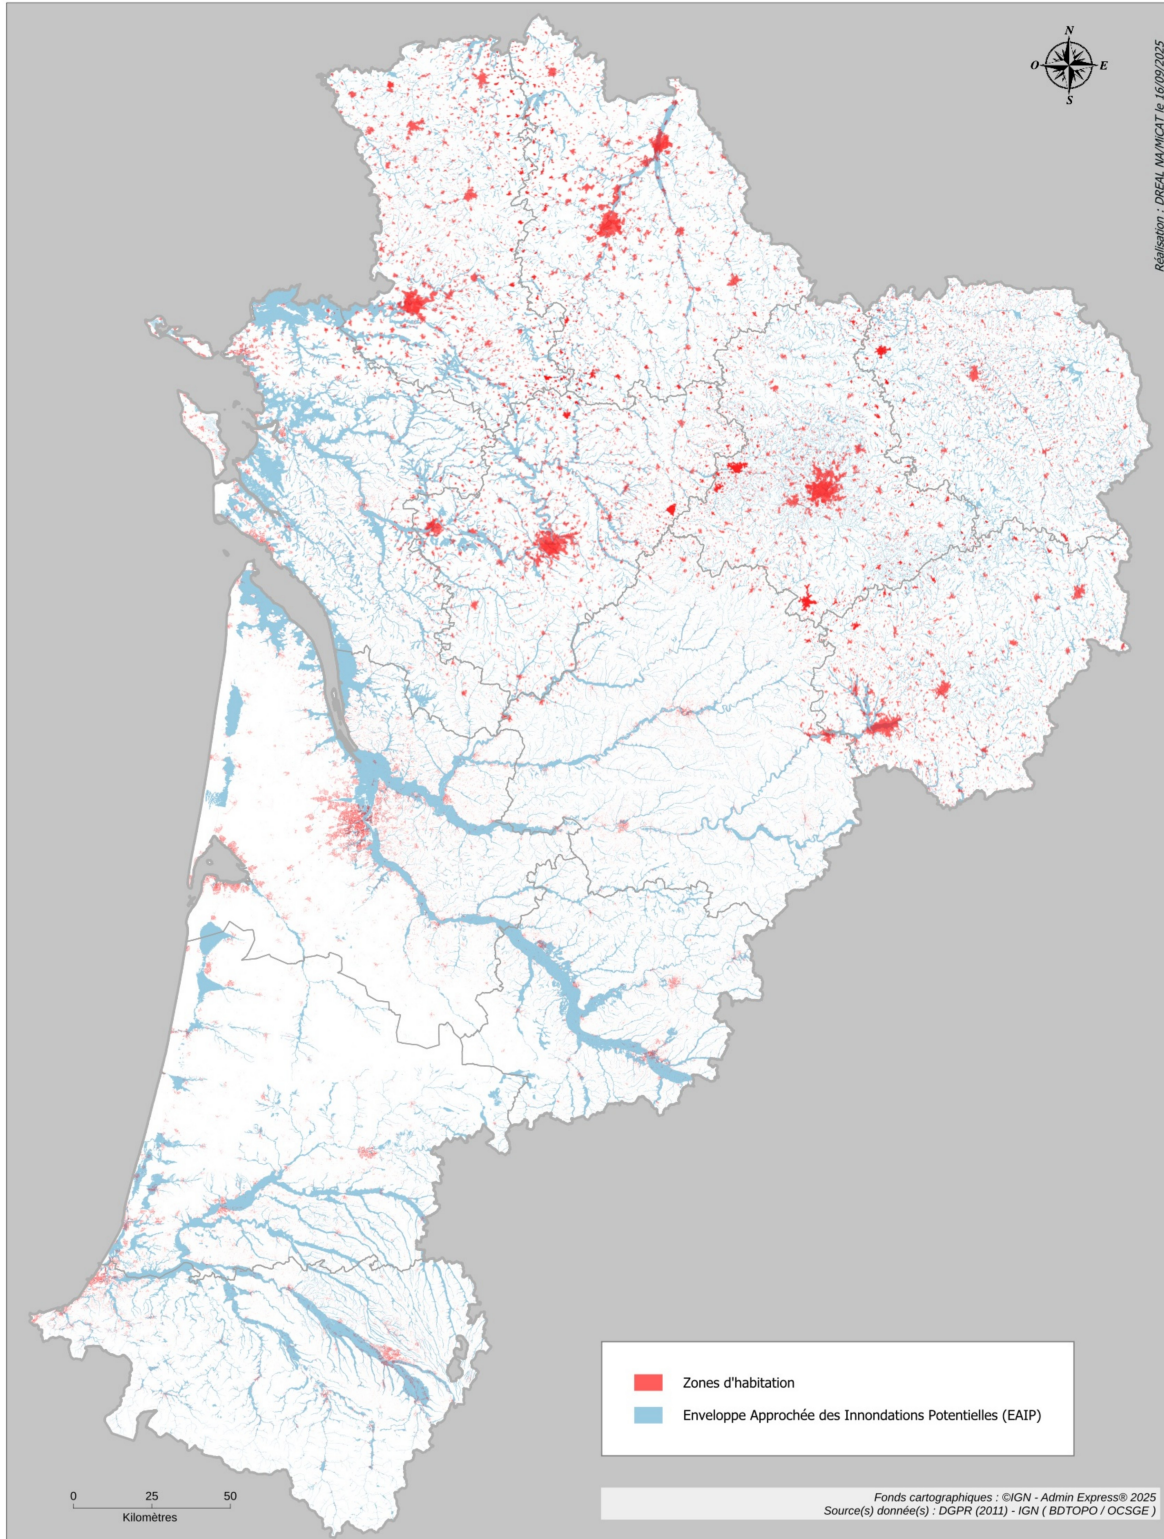 N
O
E
S
Réalisation : DREAL NA/MICAT le 16/09/2025
Zones d'habitation
Enveloppe Approchée des Innondations Potentielles (EAIP)
0 25 50
Kilomètres
Fonds cartographiques : ©IGN - Admin Express® 2025
Source(s) donnée(s) : DGPR (2011) - IGN ( BDTOPO / OCSGE )